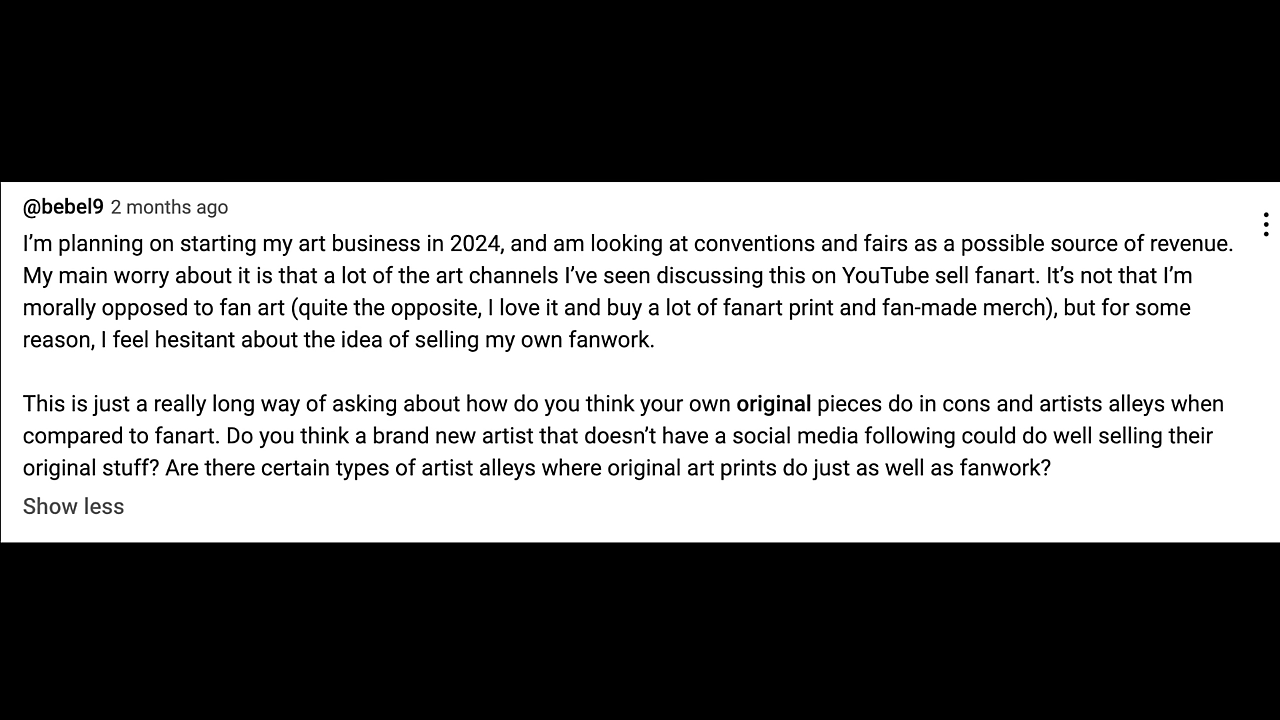 @bebel9 2 months ago
I’m planning on starting my art business in 2024, and am looking at conventions and fairs as a possible source of revenue.
My main worry about it is that a lot of the art channels I’ve seen discussing this on YouTube sell fanart. It’s not that I’m
morally opposed to fan art (quite the opposite, I love it and buy a lot of fanart print and fan-made merch), but for some
reason, I feel hesitant about the idea of selling my own fanwork.
This is just a really long way of asking about how do you think your own original pieces do in cons and artists alleys when
compared to fanart. Do you think a brand new artist that doesn’t have a social media following could do well selling their
original stuff? Are there certain types of artist alleys where original art prints do just as well as fanwork?
Show less